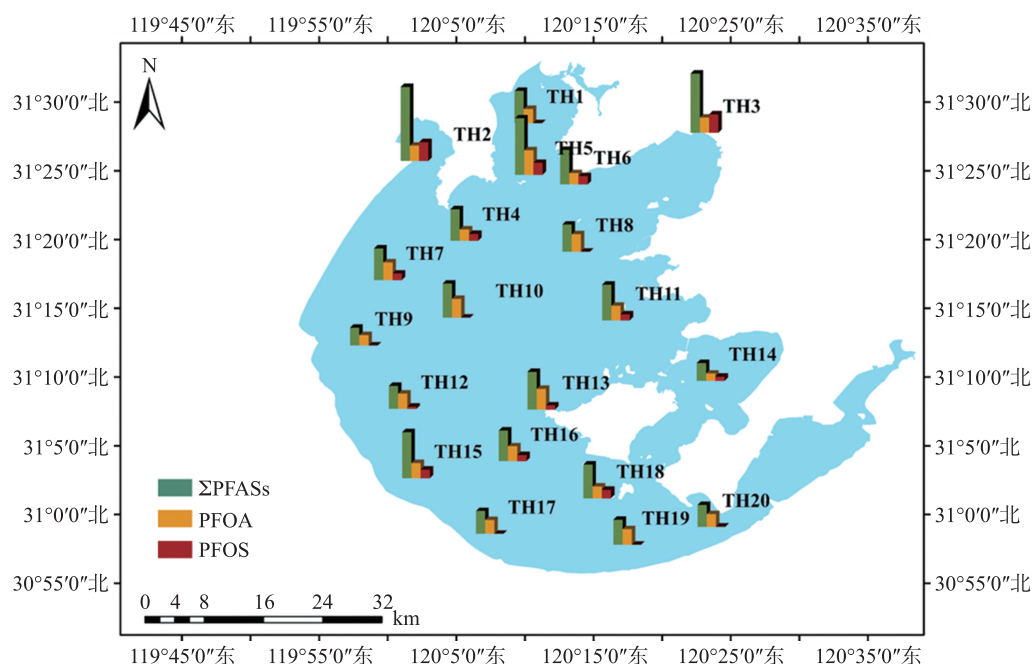 119°45′0″东 119°55′0″东 120°5′0″东 120°15′0″东 120°25′0″东 120°35′0″东
N
31°30′0″北 TH1 TH3 31°30′0″北
TH2
TH5 TH6
31°25′0″北 31°25′0″北
TH4
TH8
31°20′0″北 31°20′0″北
TH7
TH10 TH11
31°15′0″北 31°15′0″北
TH9
TH14
31°10′0″北 TH12 TH13 31°10′0″北
TH16
31°5′0″北 31°5′0″北
TH15
TH18
ΣPFASs
TH17 TH19 TH20
31°0′0″北 PFOA 31°0′0″北
PFOS
30°55′0″北 30°55′0″北
0 4 8 16 24 32
km
119°45′0″东 119°55′0″东 120°5′0″东 120°15′0″东 120°25′0″东 120°35′0″东